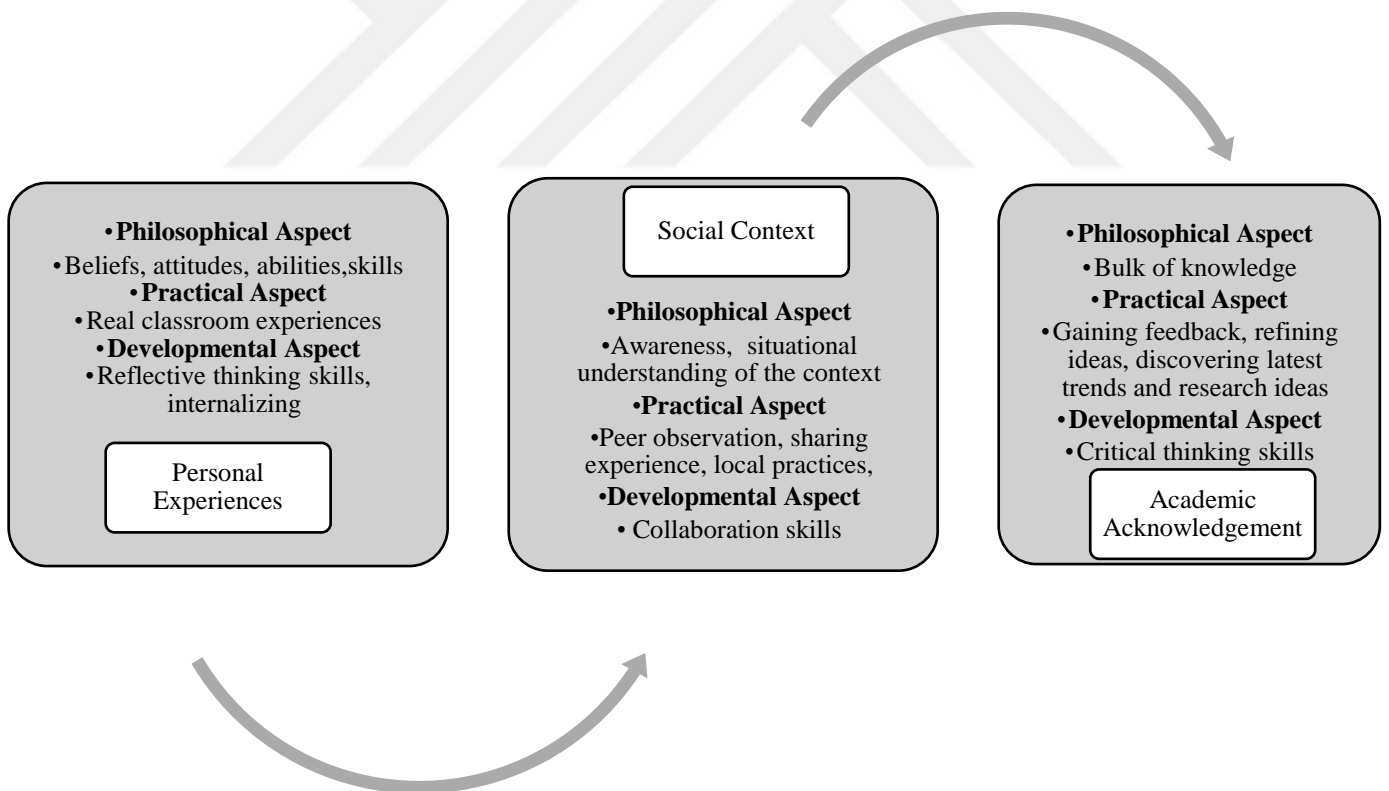 •Philosophical Aspect
•Beliefs, attitudes, abilities,skills
•Practical Aspect
•Real classroom experiences
•Developmental Aspect
•Reflective thinking skills,
internalizing
Personal
Experiences
Social Context
•Philosophical Aspect
•Awareness, situational
understanding of the context
•Practical Aspect
•Peer observation, sharing
experience, local practices,
•Developmental Aspect
• Collaboration skills
•Philosophical Aspect
•Bulk of knowledge
•Practical Aspect
•Gaining feedback, refining
ideas, discovering latest
trends and research ideas
•Developmental Aspect
•Critical thinking skills
Academic
Acknowledgement